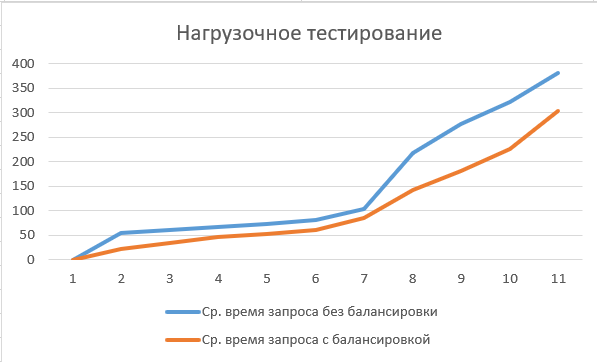 Нагрузочное тестирование
400
350
300
250
200
150
100
50
0
1 2 3 4 5 6 7 8 9 10 11
Ср. время запроса без балансировки
Ср. время запроса с балансировкой